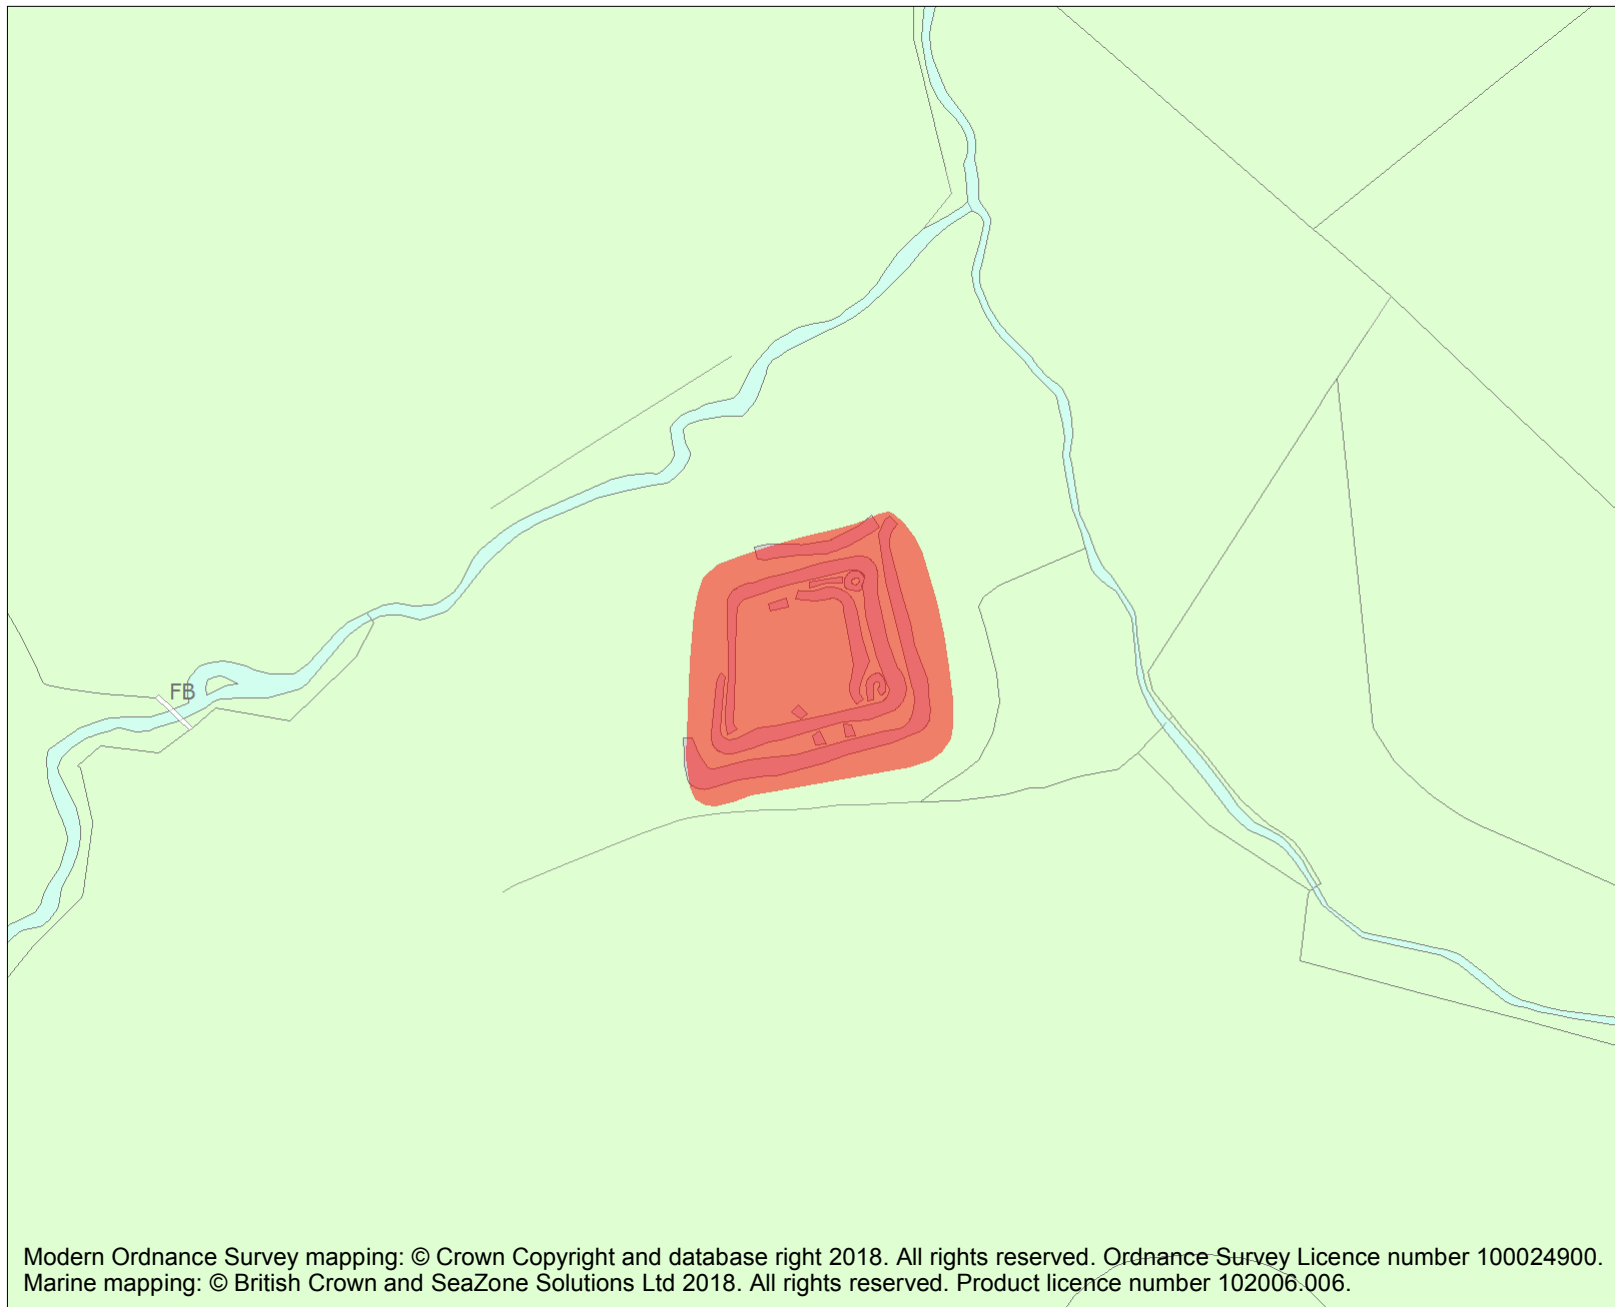 FB
Modern Ordnance Survey mapping: © Crown Copyright and database right 2018. All rights reserved. Ordnance Survey Licence number 100024900.
Marine mapping: © British Crown and SeaZone Solutions Ltd 2018. All rights reserved. Product licence number 102006.006.